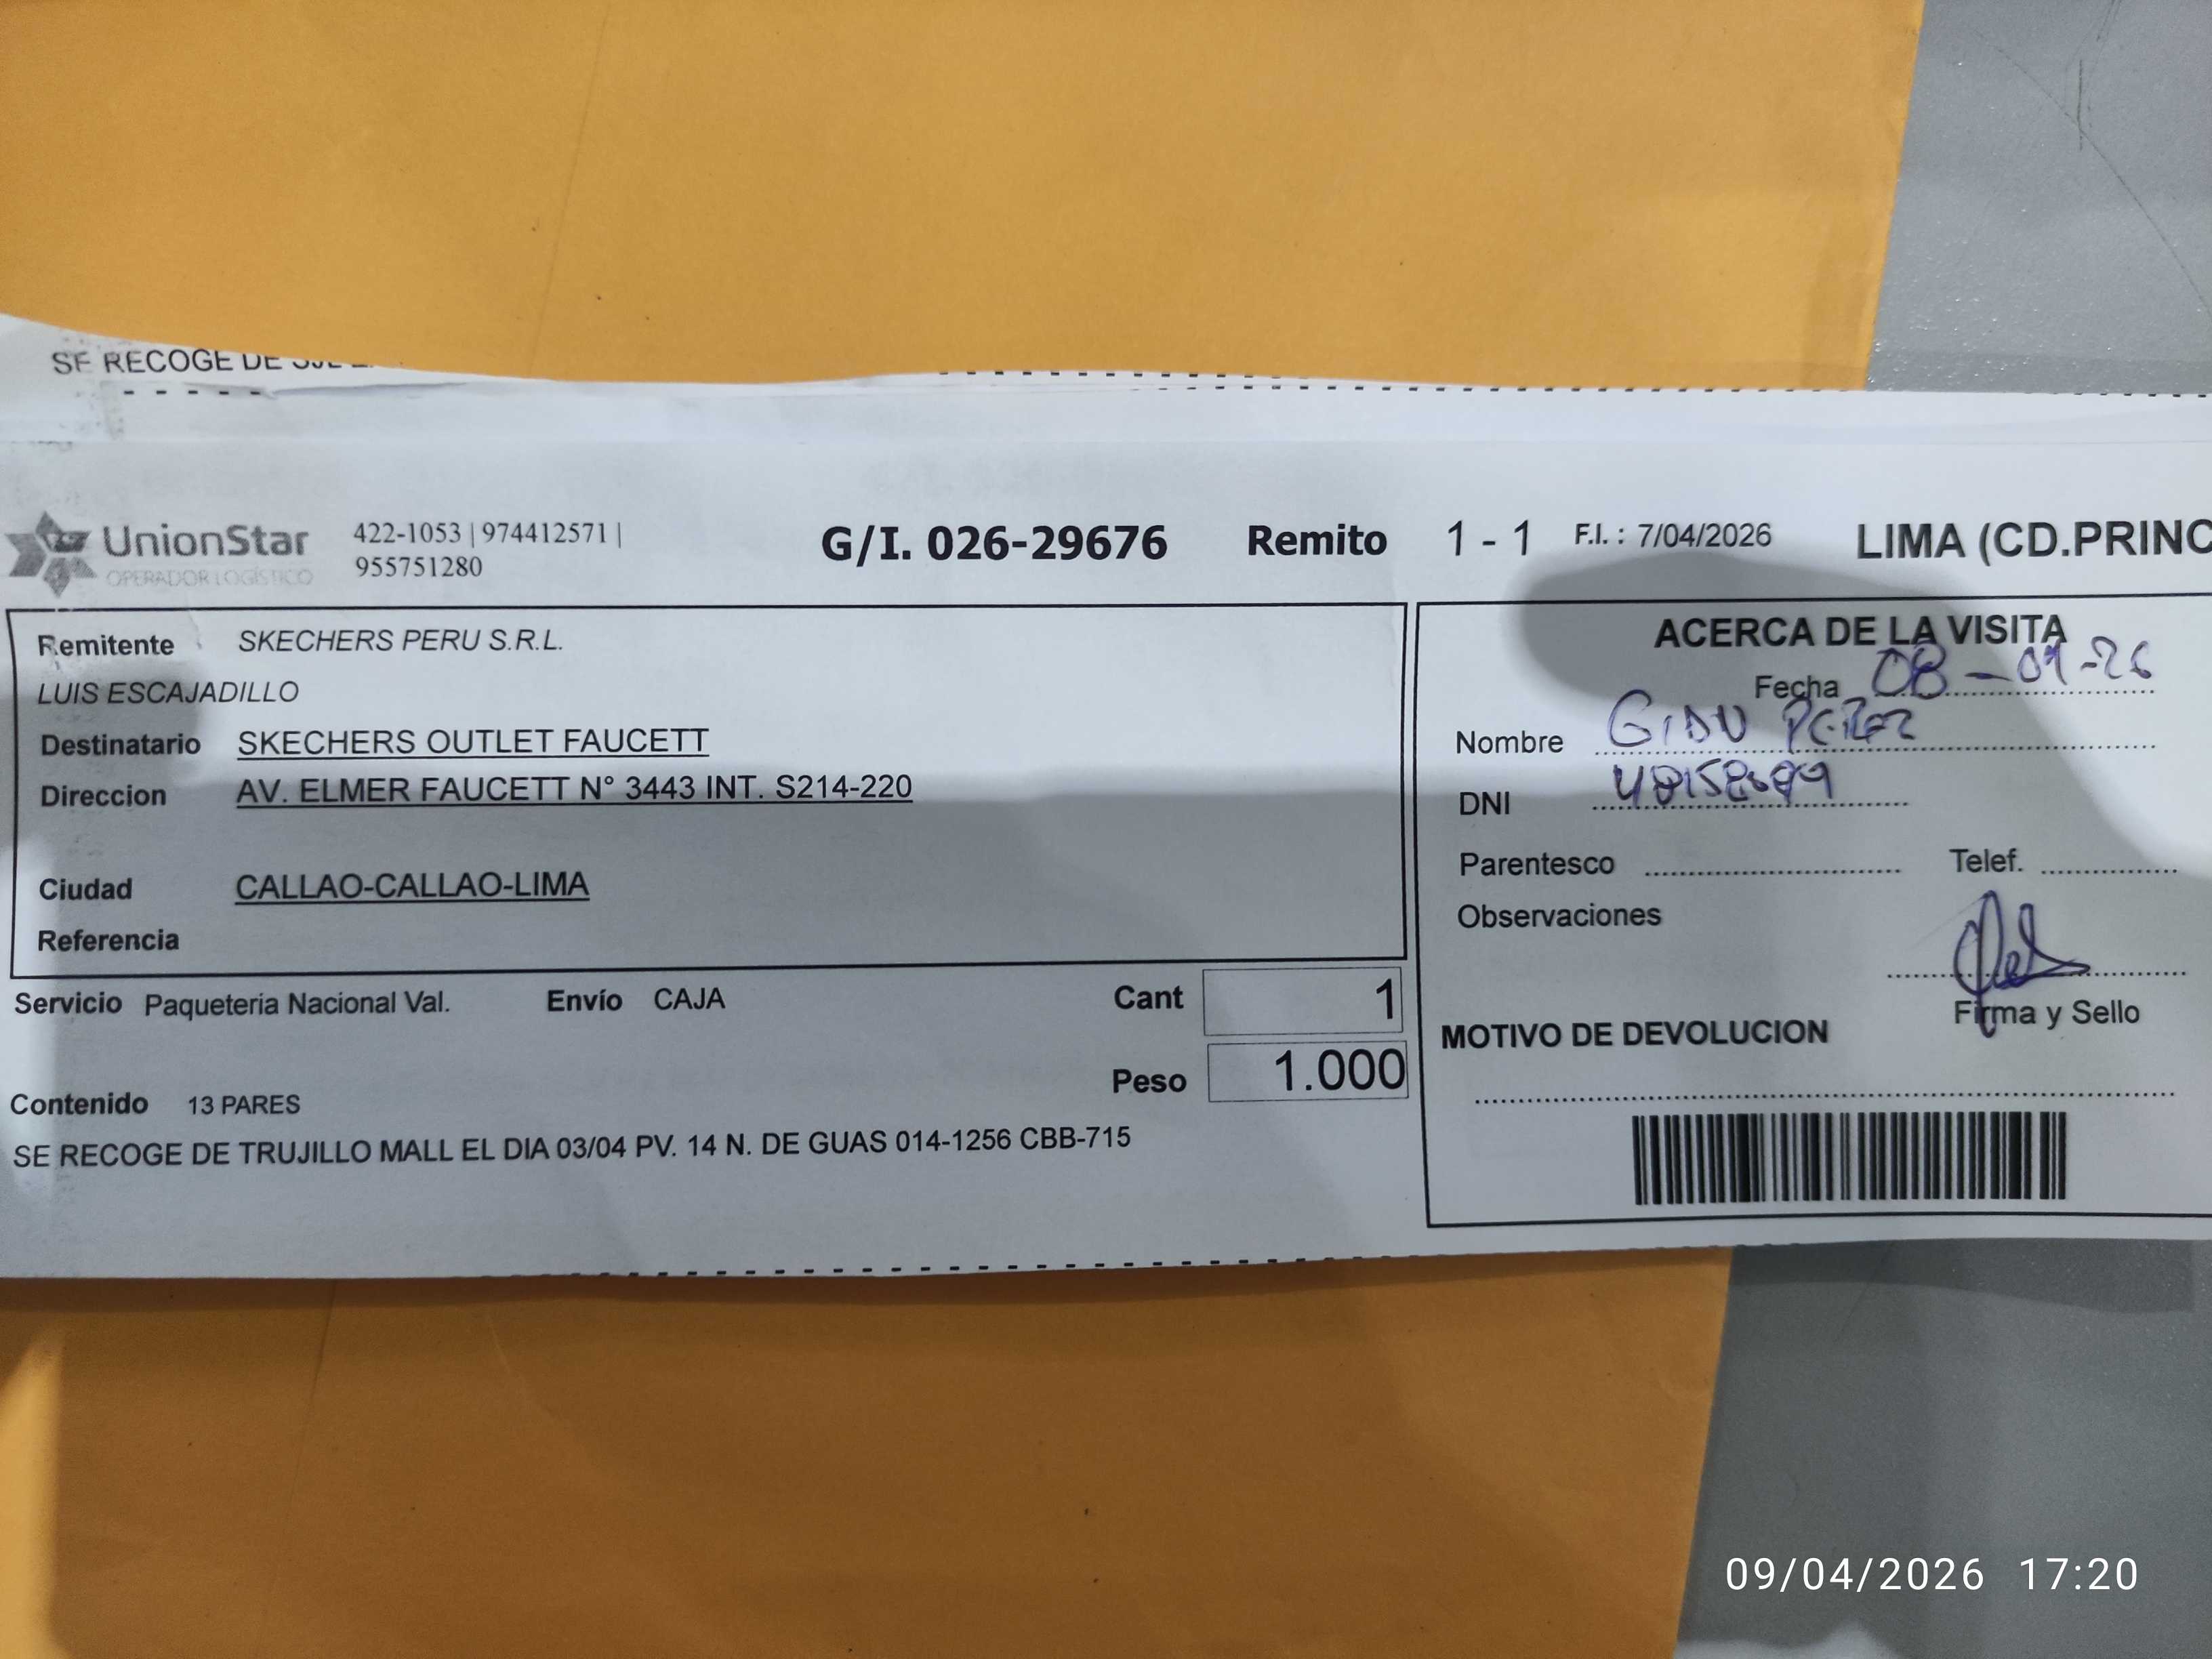 SE RECOGE DE
UnionStar
OPERADOR LOGÍSTICO
422-1053 | 974412571 |
955751280
G/I. 026-29676 Remito 1 - 1 F.I. : 7/04/2026 LIMA (CD.PRINC
Remitente SKECHERS PERU S.R.L.
LUIS ESCAJADILLO
Destinatario SKECHERS OUTLET FAUCETT
Direccion AV. ELMER FAUCETT N° 3443 INT. S214-220
Ciudad CALLAO-CALLAO-LIMA
Referencia
Servicio Paquetería Nacional Val. Envío CAJA Cant 1
Peso 1.000
Contenido 13 PARES
SE RECOGE DE TRUJILLO MALL EL DIA 03/04 PV. 14 N. DE GUAS 014-1256 CBB-715
ACERCA DE LA VISITA
Fecha
Nombre
DNI
Parentesco Telef.
Observaciones
Firma y Sello
MOTIVO DE DEVOLUCION
09/04/2026 17:20